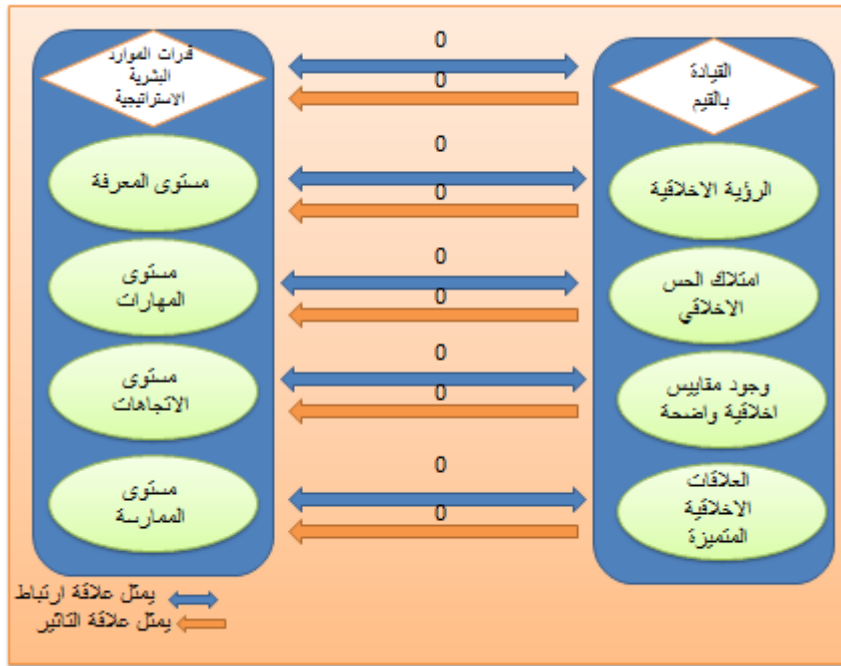 القيادة
بالقيم
الرؤية الاخلاقية
امتلاك الحس
الاخلاقي
وجود مقاييس
اخلاقية واضحة
العلاقات
الاخلاقية
المتميزة
0
0
0
0
0
0
0
0
0
0
قدرات الموارد
البشرية
الاستراتيجية
مستوى المعرفة
مستوى
المهارات
مستوى
الاتجاهات
مستوى
الممارسة
يمثل علاقة ارتباط
يمثل علاقة التاثير